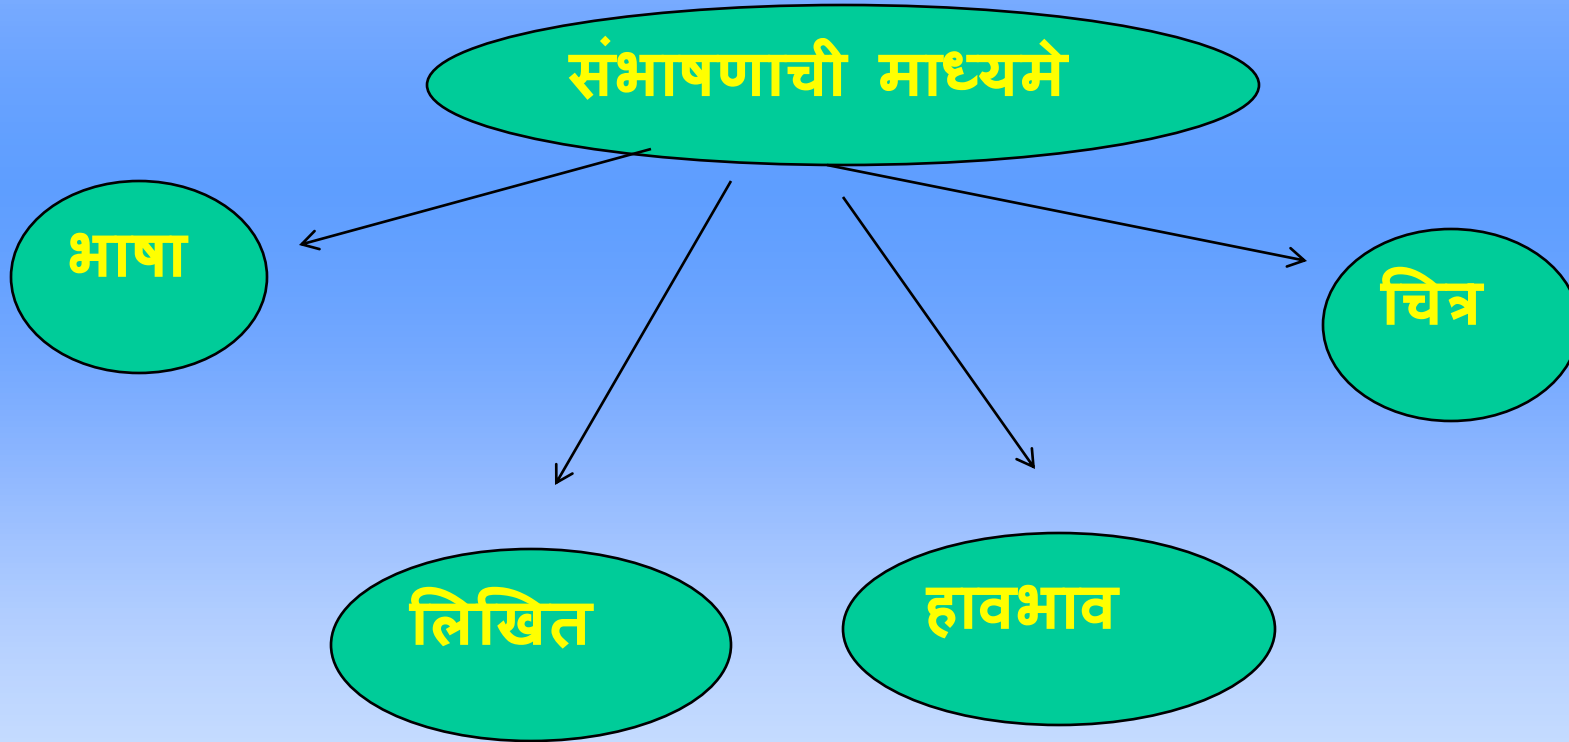 संभाषणाची माध्यमे
भाषा
चित्र
लिखित
हावभाव